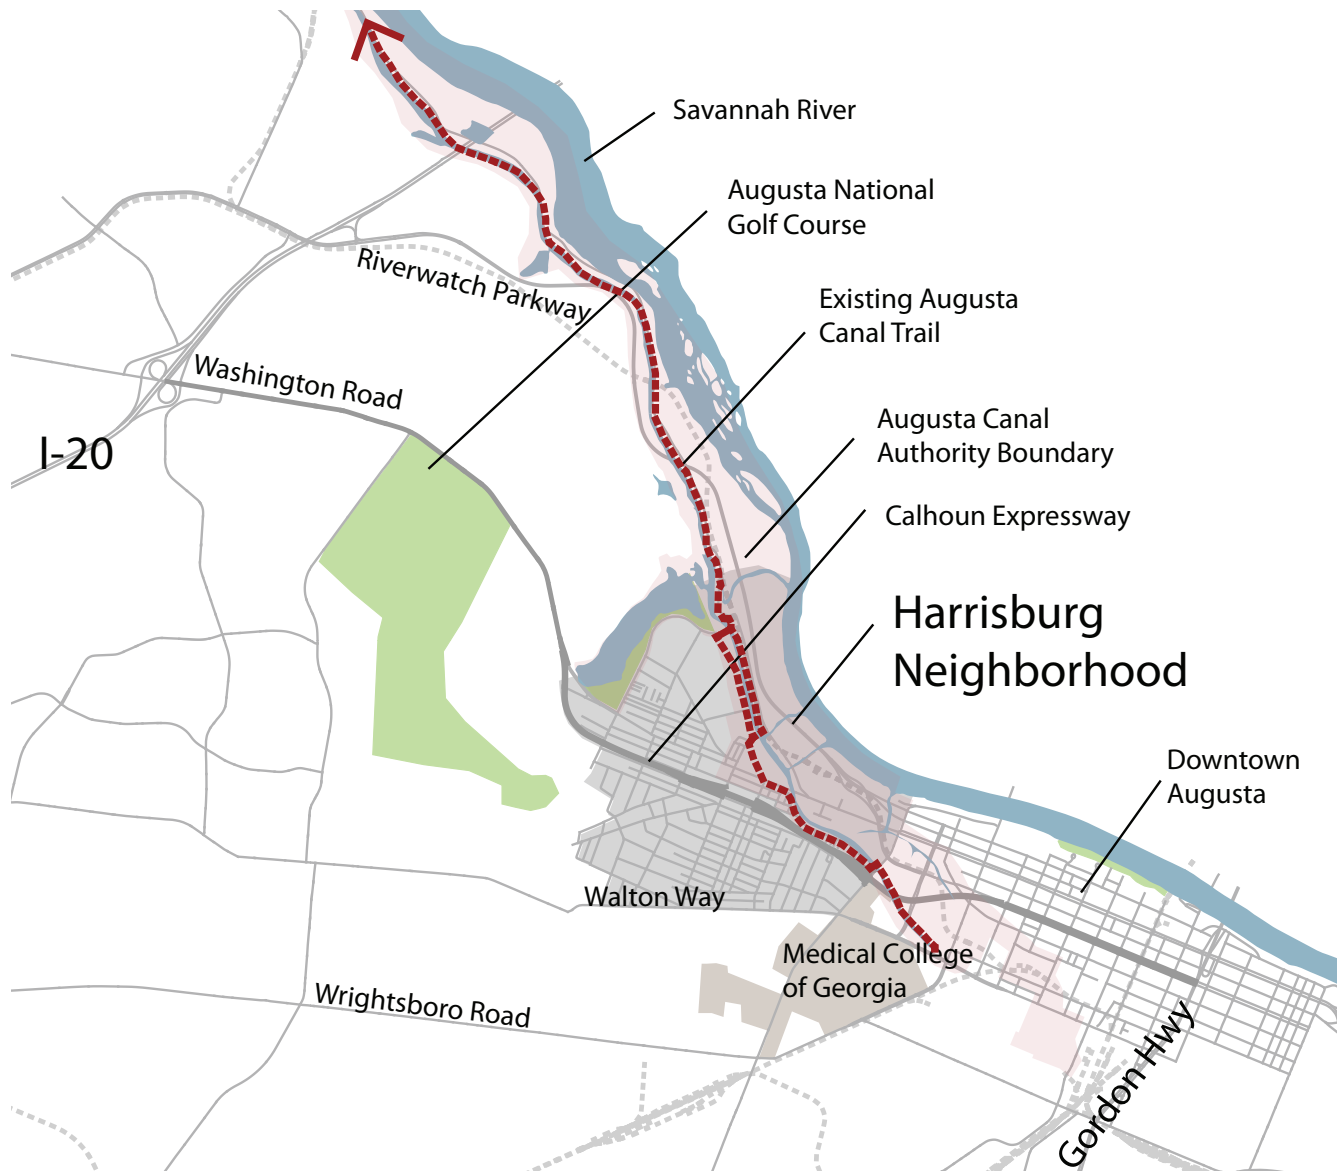 Savannah River
Augusta National
Golf Course
Riverwatch Parkway
Existing Augusta
Canal Trail
Washington Road
I-20
Augusta Canal
Authority Boundary
Calhoun Expressway
Harrisburg
Neighborhood
Downtown
Augusta
Walton Way
Medical College
of Georgia
Wrightsboro Road
Gordon Hwy